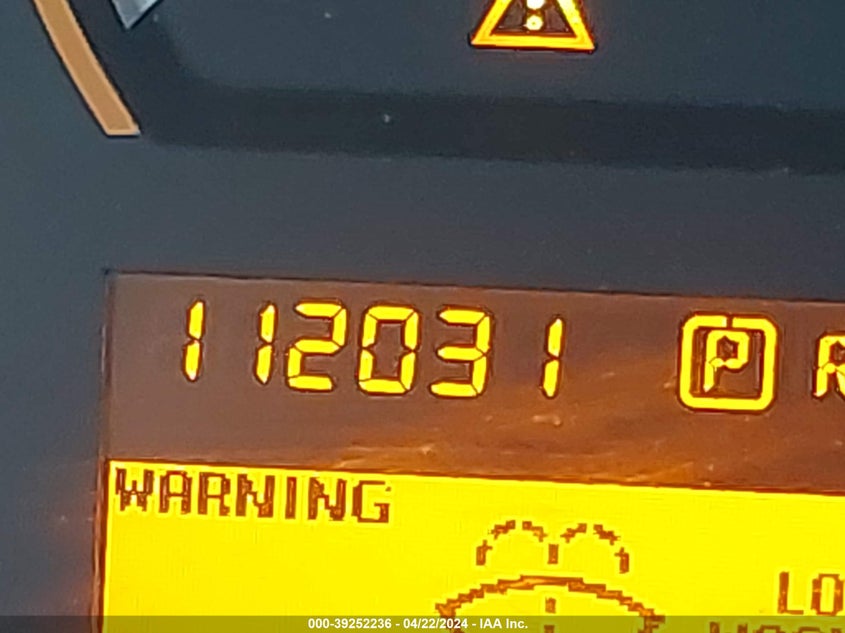 112031 P R
WARNING
LO
000-39252236 - 04/22/2024 - IAA Inc.